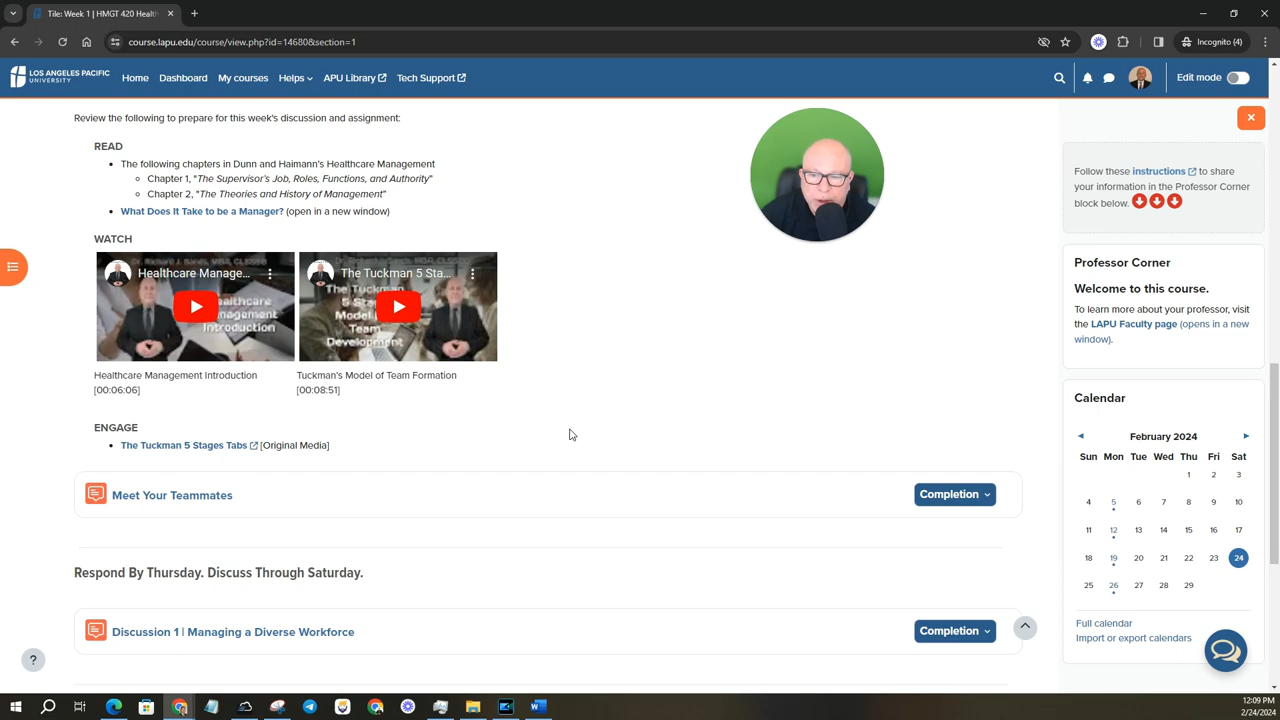 Tile: Week 1 | HMGT 420 Healt
course.lapu.edu/course/view.php?id=14680&section=1
Incognito (4)
LOS ANGELES PACIFIC
UNIVERSITY
Home
Dashboard
My courses
Helps
APU Library
Tech Support
Edit mode
Review the following to prepare for this week's discussion and assignment:
READ
The following chapters in Dunn and Haimann's Healthcare Management
Chapter 1, "The Supervisor's Job, Roles, Functions, and Authority"
Chapter 2, "The Theories and History of Management"
What Does It Take to be a Manager? (open in a new window)
WATCH
Healthcare Manage...
Healthcare
Management
Introduction
The Tuckman 5 Sta...
The Tuckman
5 Stage
Model
Team
Development
Healthcare Management Introduction
[00:06:06]
Tuckman's Model of Team Formation
[00:08:51]
ENGAGE
The Tuckman 5 Stages Tabs [Original Media]
Meet Your Teammates
Completion
Respond By Thursday. Discuss Through Saturday.
Discussion 1 | Managing a Diverse Workforce
Completion
?
Follow these instructions to share
your information in the Professor Corner
block below.
Professor Corner
Welcome to this course.
To learn more about your professor, visit
the LAPU Faculty page (opens in a new
window).
Calendar
February 2024
Sun Mon Tue Wed Thu Fri Sat
1 2 3
4 5 6 7 8 9 10
11 12 13 14 15 16 17
18 19 20 21 22 23 24
25 26 27 28 29
Full calendar
Import or export calendars
12:09 PM
2/24/2024